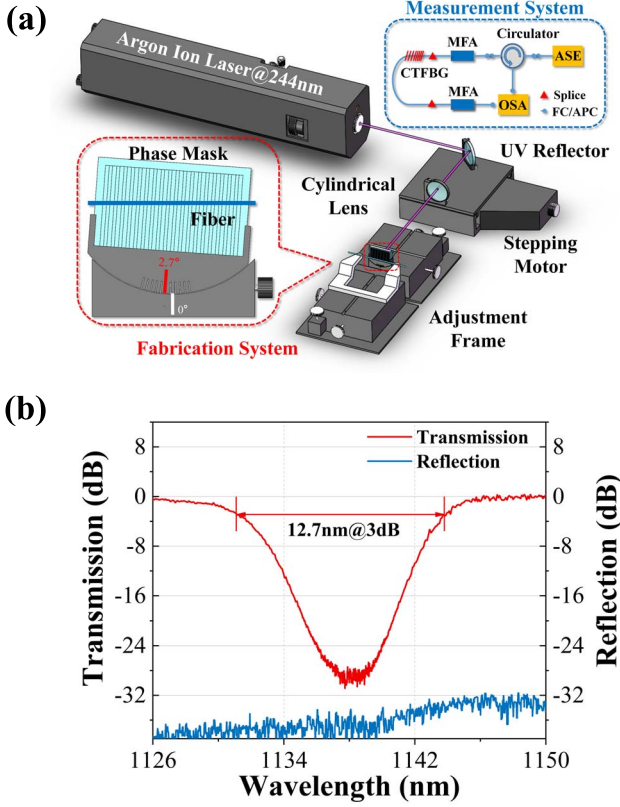 (a)
Measurement System
Argon Ion Laser@244nm
MFA
Circulator
ASE
CTFBG
MFA
OSA
Splice
FC/APC
UV Reflector
Phase Mask
Cylindrical
Lens
Fiber
Stepping
Motor
2.7°
0°
Adjustment
Frame
Fabrication System
(b)
Transmission (dB)
8
0
-8
-16
-24
-32
Transmission
Reflection
12.7nm@3dB
8
0
-8
-16
-24
-32
Reflection (dB)
1126
1134
1142
1150
Wavelength (nm)